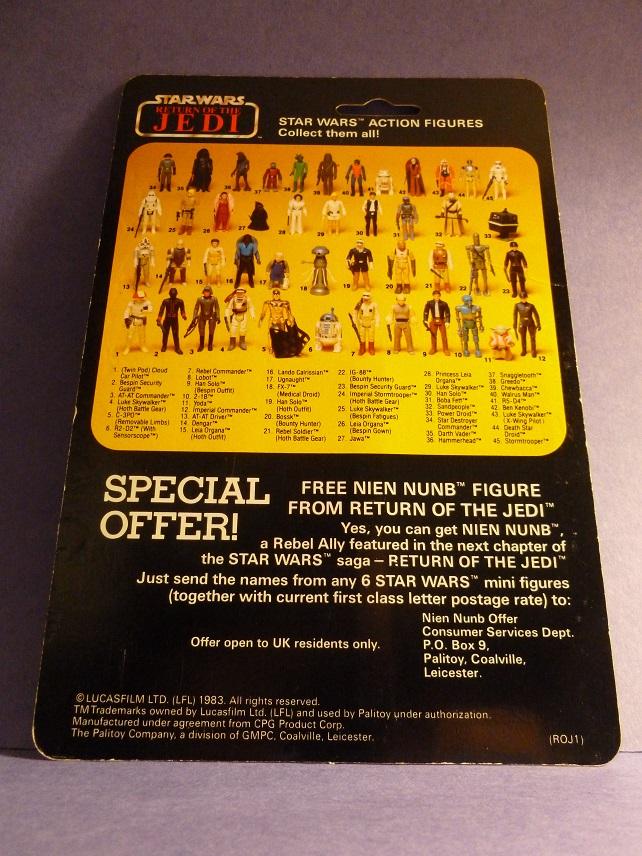 STAR WARS
RETURN OF THE
JEDI
STAR WARS™ ACTION FIGURES
Collect them all!
1. (Twin Pod) Cloud
Car Pilot™
2. Bespin Security
Guard™
3. AT-AT Commander™
4. Luke Skywalker™
(Hoth Battle Gear)
5. C-3PO™
6. R2-D2™ (With
Sensorscope™)
7. Rebel Commander™
8. Lobot™
9. Han Solo™
(Bespin Outfit)
10. 2-1B™
11. Yoda™
12. Imperial Commander™
13. AT-AT Driver™
14. Dengar™
15. Leia Organa™
(Hoth Outfit)
16. Lando Calrissian™
17. Ugnaught™
18. FX-7™
(Medical Droid)
19. Han Solo™
(Hoth Outfit)
20. Bossk™
(Bounty Hunter)
21. Rebel Soldier™
(Hoth Battle Gear)
22. IG-88™
(Bounty Hunter)
23. Bespin Security Guard™
24. Imperial Stormtrooper™
(Hoth Battle Gear)
25. Luke Skywalker™
(Bespin Fatigues)
26. Leia Organa™
(Bespin Gown)
27. Jawa™
28. Princess Leia
Organa™
29. Luke Skywalker™
30. Han Solo™
31. Boba Fett™
32. Sandpeople™
33. Power Droid™
34. Star Destroyer
Commander™
35. Darth Vader™
36. Hammerhead™
37. Snaggletooth™
38. Greedo™
39. Chewbacca™
40. Walrus Man™
41. R5-D4™
42. Ben Kenobi™
43. Luke Skywalker™
(X-Wing Pilot)
44. Death Star
Droid™
45. Stormtrooper™
SPECIAL
OFFER!
FREE NIEN NUNB™ FIGURE
FROM RETURN OF THE JEDI™
Yes, you can get NIEN NUNB™,
a Rebel Ally featured in the next chapter of
the STAR WARS™ saga – RETURN OF THE JEDI™
Just send the names from any 6 STAR WARS™ mini figures
(together with current first class letter postage rate) to:
Nien Nunb Offer
Consumer Services Dept.
P.O. Box 9,
Palitoy, Coalville,
Leicester.
Offer open to UK residents only.
© LUCASFILM LTD. (LFL) 1983. All rights reserved.
TM Trademarks owned by Lucasfilm Ltd. (LFL) and used by Palitoy under authorization.
Manufactured under agreement from CPG Product Corp.
The Palitoy Company, a division of GMPC, Coalville, Leicester.
(ROJ1)